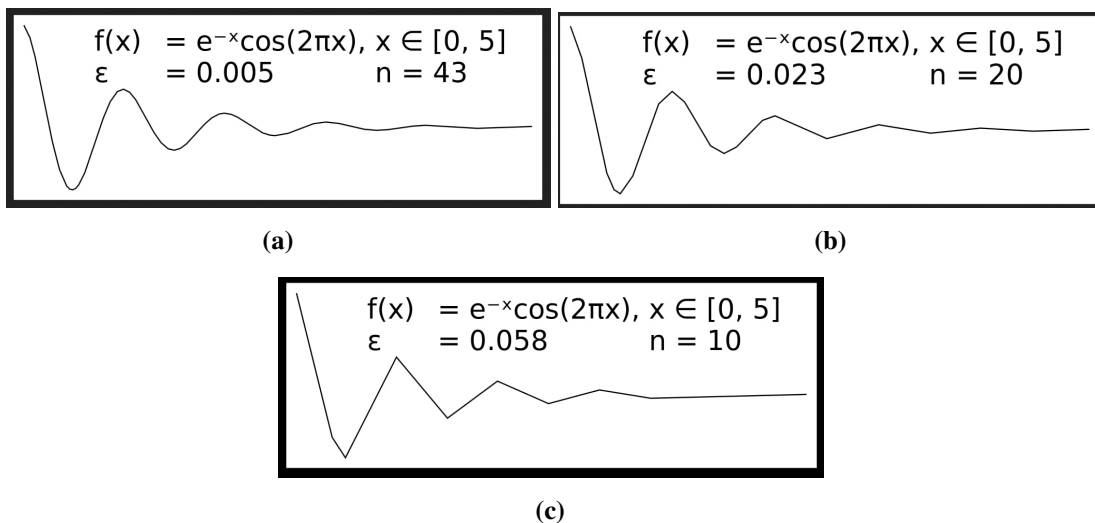 f(x) = e⁻ˣcos(2πx), x ∈ [0, 5]
ε = 0.005 n = 43
(a)
f(x) = e⁻ˣcos(2πx), x ∈ [0, 5]
ε = 0.023 n = 20
(b)
f(x) = e⁻ˣcos(2πx), x ∈ [0, 5]
ε = 0.058 n = 10
(c)